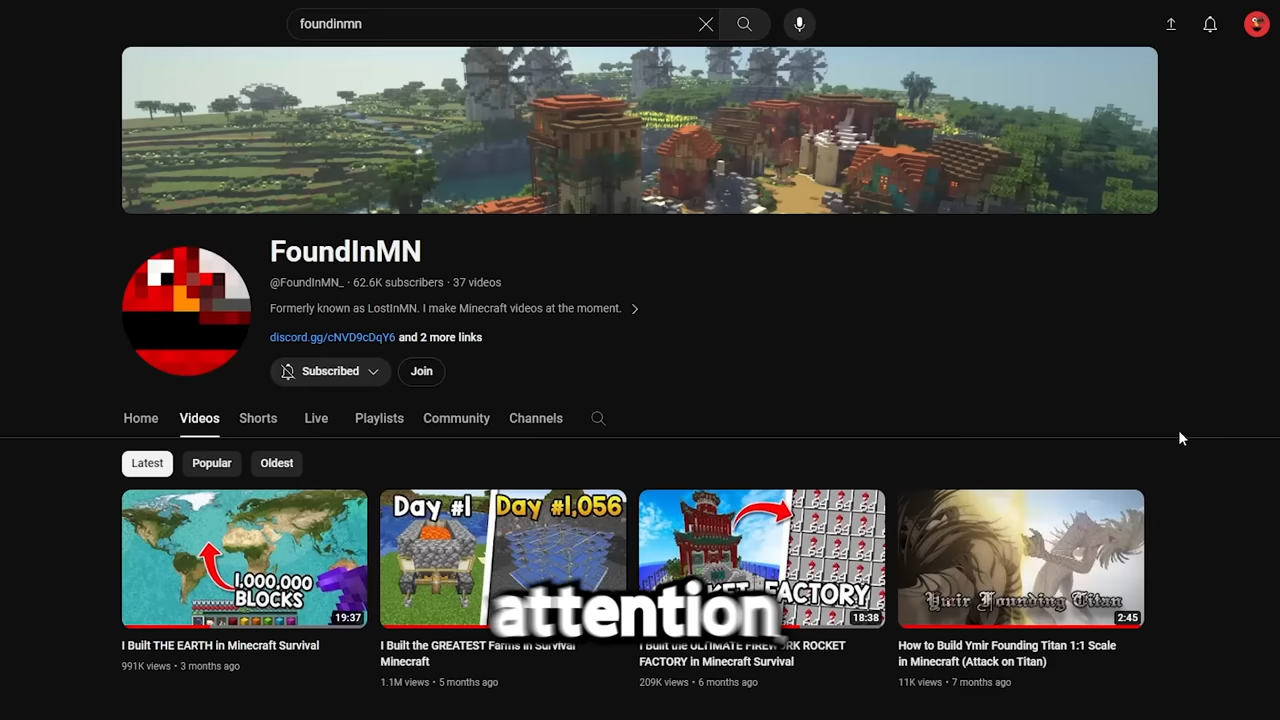 foundinmn
FoundInMN
@FoundInMN_ · 62.6K subscribers · 37 videos
Formerly known as LostInMN. I make Minecraft videos at the moment.
discord.gg/cNVD9cDqY6 and 2 more links
Subscribed
Join
Home Videos Shorts Live Playlists Community Channels
Latest Popular Oldest
1,000,000
BLOCKS
19:37
I Built THE EARTH in Minecraft Survival
991K views · 3 months ago
Day #1 Day #1,056
I Built the GREATEST Farms in Survival
Minecraft
1.1M views · 5 months ago
FACTORY
18:38
I Built the ULTIMATE FIREWORK ROCKET
FACTORY in Minecraft Survival
209K views · 6 months ago
Ymir Founding Titan
2:45
How to Build Ymir Founding Titan 1:1 Scale
in Minecraft (Attack on Titan)
11K views · 7 months ago
attention